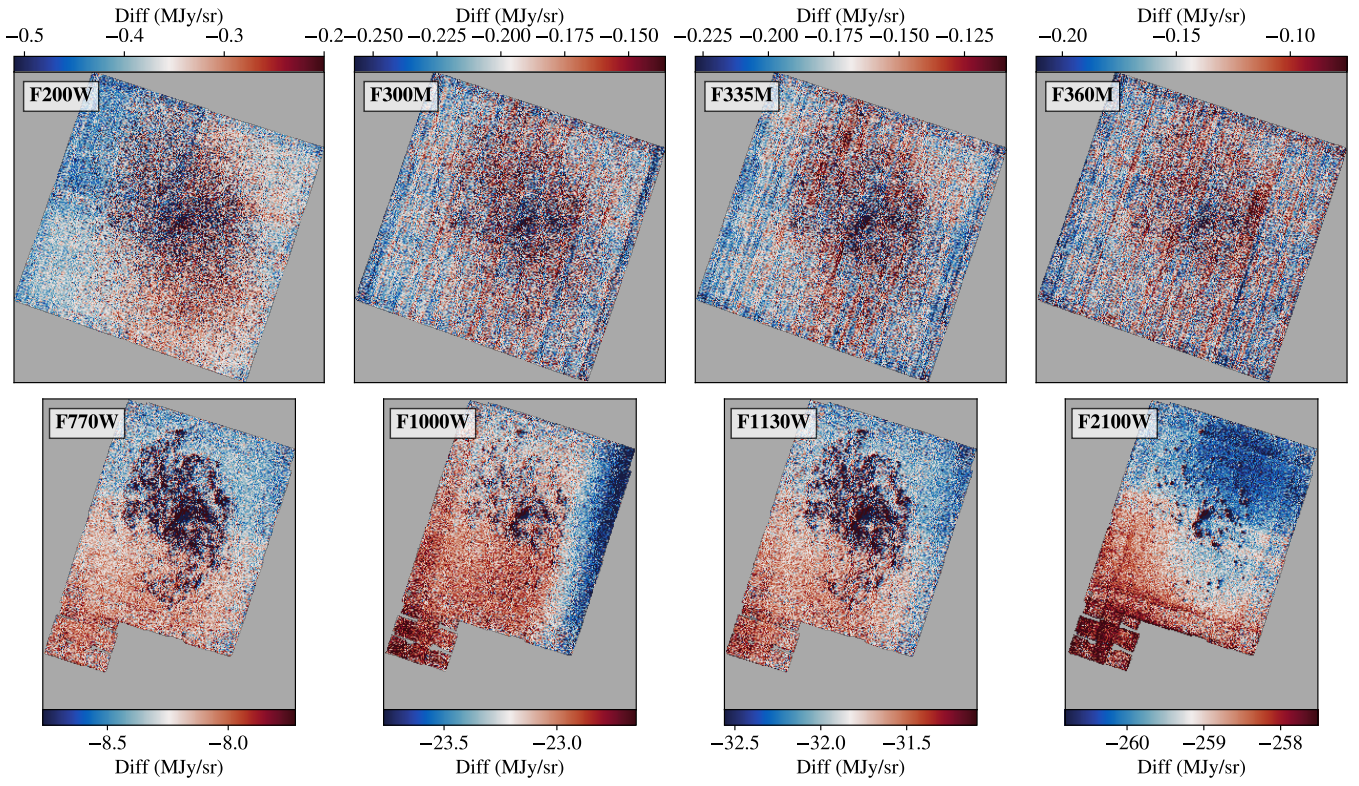 Diff (MJy/sr) Diff (MJy/sr) Diff (MJy/sr) Diff (MJy/sr)
−0.5 −0.4 −0.3 −0.2 −0.250 −0.225 −0.200 −0.175 −0.150 −0.225 −0.200 −0.175 −0.150 −0.125 −0.20 −0.15 −0.10
F200W F300M F335M F360M
F770W F1000W F1130W F2100W
−8.5 −8.0 −23.5 −23.0 −32.5 −32.0 −31.5 −260 −259 −258
Diff (MJy/sr) Diff (MJy/sr) Diff (MJy/sr) Diff (MJy/sr)